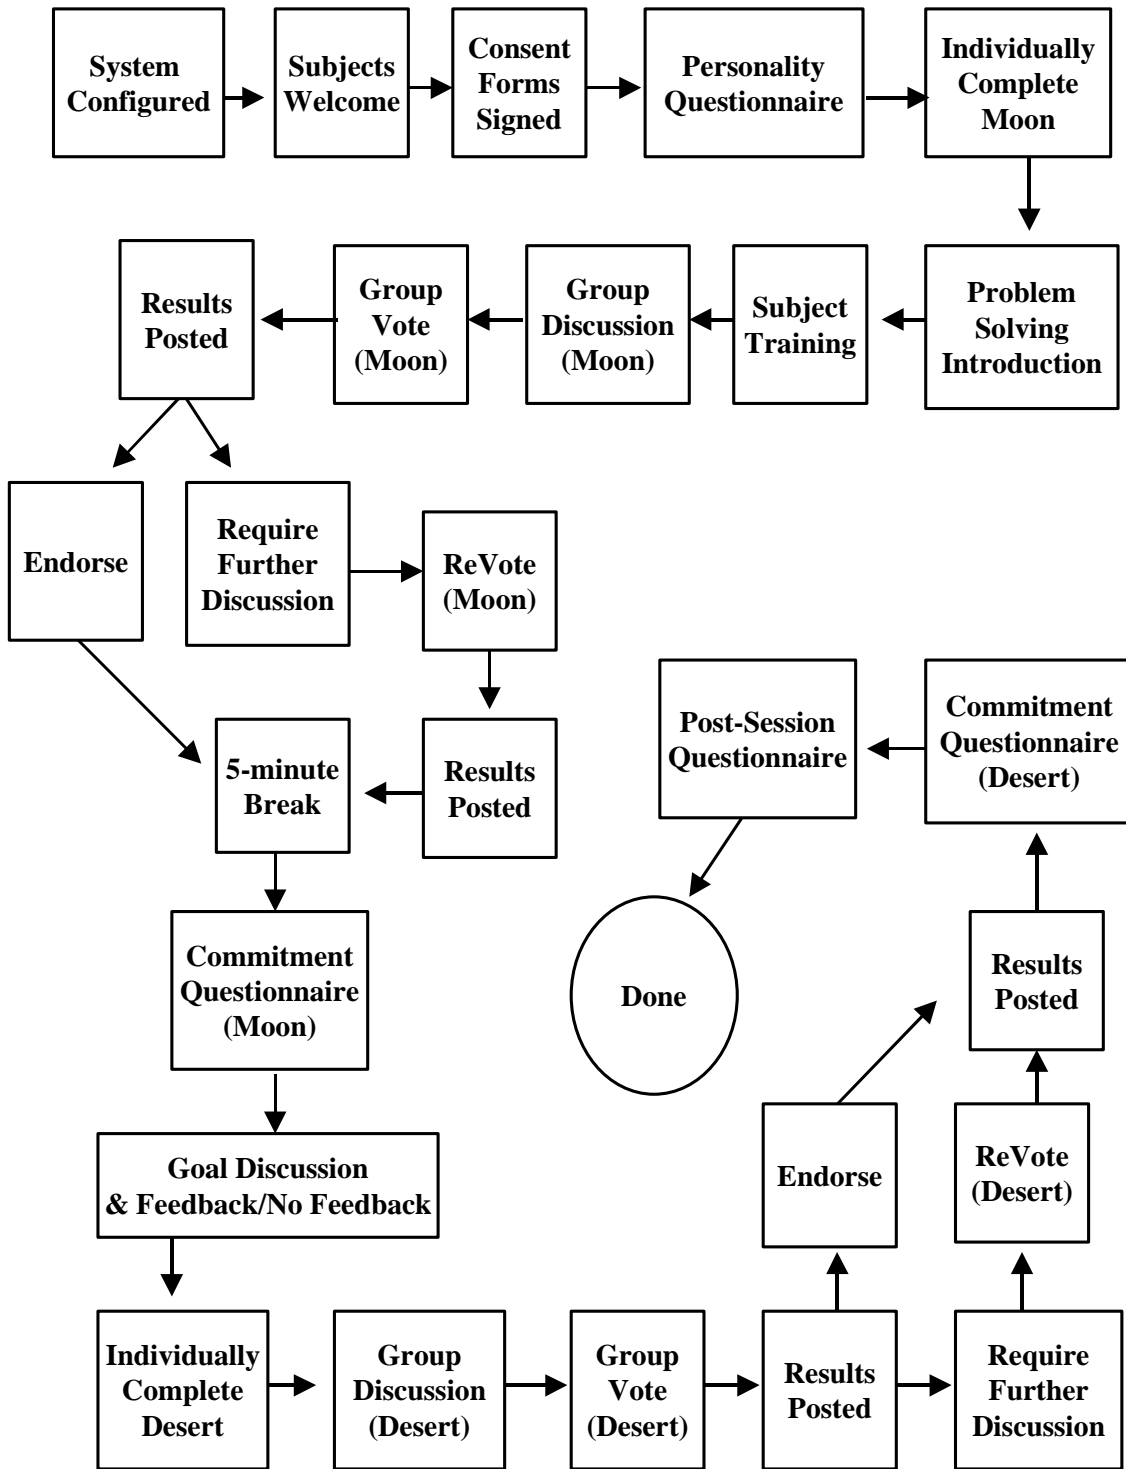 System
Configured
Subjects
Welcome
Consent
Forms
Signed
Personality
Questionnaire
Individually
Complete
Moon
Problem
Solving
Introduction
Subject
Training
Group
Discussion
(Moon)
Group
Vote
(Moon)
Results
Posted
Endorse
Require
Further
Discussion
ReVote
(Moon)
Results
Posted
5-minute
Break
Commitment
Questionnaire
(Moon)
Goal Discussion
& Feedback/No Feedback
Individually
Complete
Desert
Group
Discussion
(Desert)
Group
Vote
(Desert)
Results
Posted
Endorse
Require
Further
Discussion
ReVote
(Desert)
Results
Posted
Commitment
Questionnaire
(Desert)
Post-Session
Questionnaire
Done